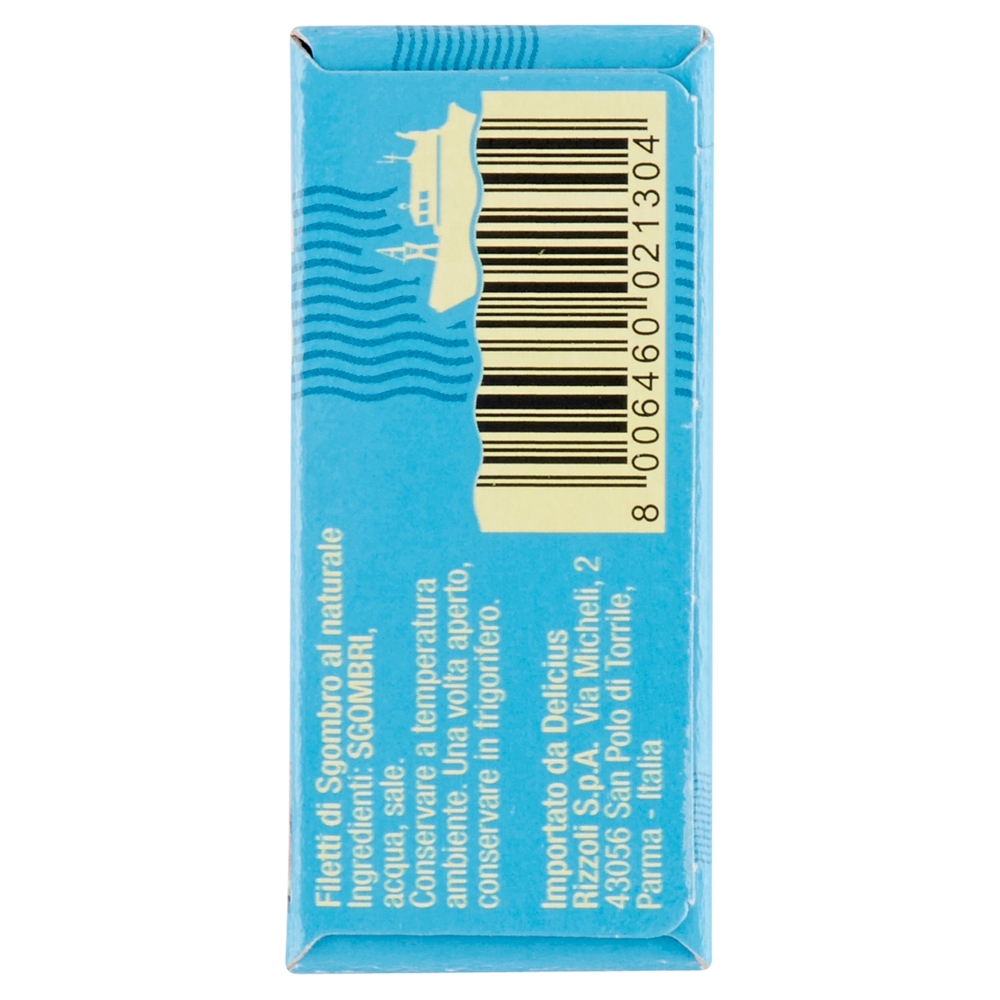 Filetti di Sgombro al naturale
Ingredienti: SGOMBRI,
acqua, sale.
Conservare a temperatura
ambiente. Una volta aperto,
conservare in frigorifero.
Importato da Delicius
Rizzoli S.p.A. Via Micheli, 2
43056 San Polo di Torrile,
Parma - Italia
8 006460 021304